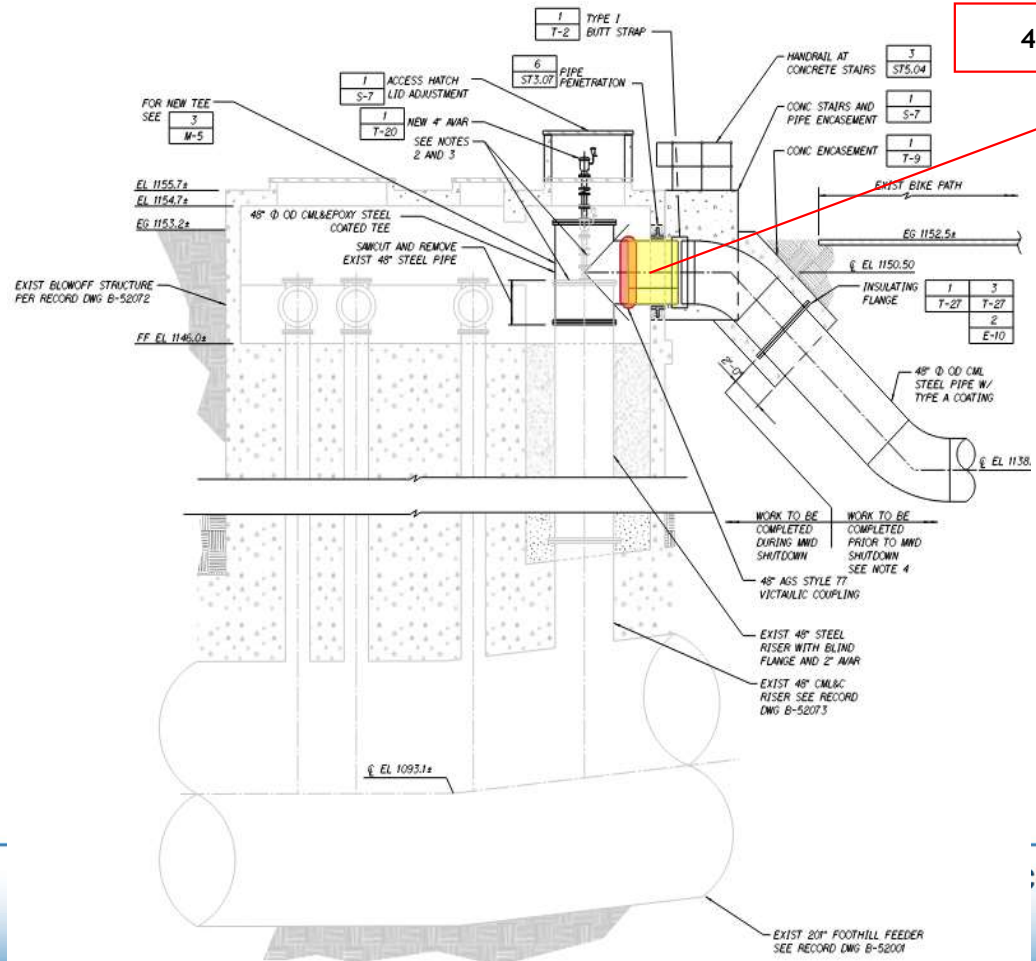 1
T-2
TYPE I
BUTT STRAP
4
6
ST3.07
PIPE
PENETRATION
HANDRAIL AT
CONCRETE STAIRS
3
ST5.04
1
S-7
ACCESS HATCH
LID ADJUSTMENT
FOR NEW TEE
SEE
3
M-5
1
T-20
NEW 4" AVAR
SEE NOTES
2 AND 3
CONC STAIRS AND
PIPE ENCASEMENT
1
S-7
CONC ENCASEMENT
1
T-9
EXIST BIKE PATH
EL 1155.7±
EL 1154.7±
EG 1153.2±
48" Φ OD CML&EPOXY STEEL
COATED TEE
SAWCUT AND REMOVE
EXIST 48" STEEL PIPE
EG 1152.5±
℄ EL 1150.50
EXIST BLOWOFF STRUCTURE
PER RECORD DWG B-52072
INSULATING
FLANGE
1
T-27
3
T-27
2
E-10
FF EL 1146.0±
2'-0"
48" Φ OD CML
STEEL PIPE W/
TYPE A COATING
℄ EL 1138.
WORK TO BE
COMPLETED
DURING MWD
SHUTDOWN
WORK TO BE
COMPLETED
PRIOR TO MWD
SHUTDOWN
SEE NOTE 4
48" AGS STYLE 77
VICTAULIC COUPLING
EXIST 48" STEEL
RISER WITH BLIND
FLANGE AND 2" AVAR
EXIST 48" CML&C
RISER SEE RECORD
DWG B-52073
℄ EL 1093.1±
EXIST 201" FOOTHILL FEEDER
SEE RECORD DWG B-52001